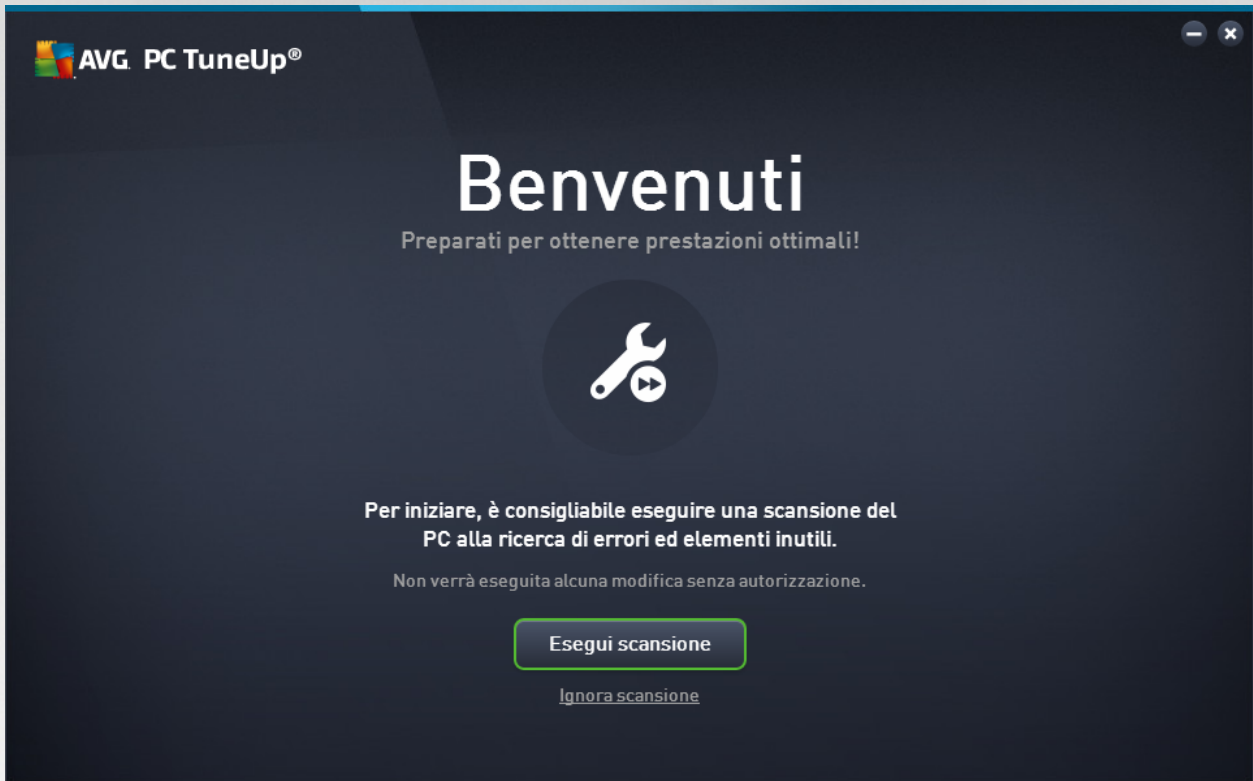 AVG. PC TuneUp®
Benvenuti
Preparati per ottenere prestazioni ottimali!
Per iniziare, è consigliabile eseguire una scansione del
PC alla ricerca di errori ed elementi inutili.
Non verrà eseguita alcuna modifica senza autorizzazione.
Esegui scansione
Ignora scansione